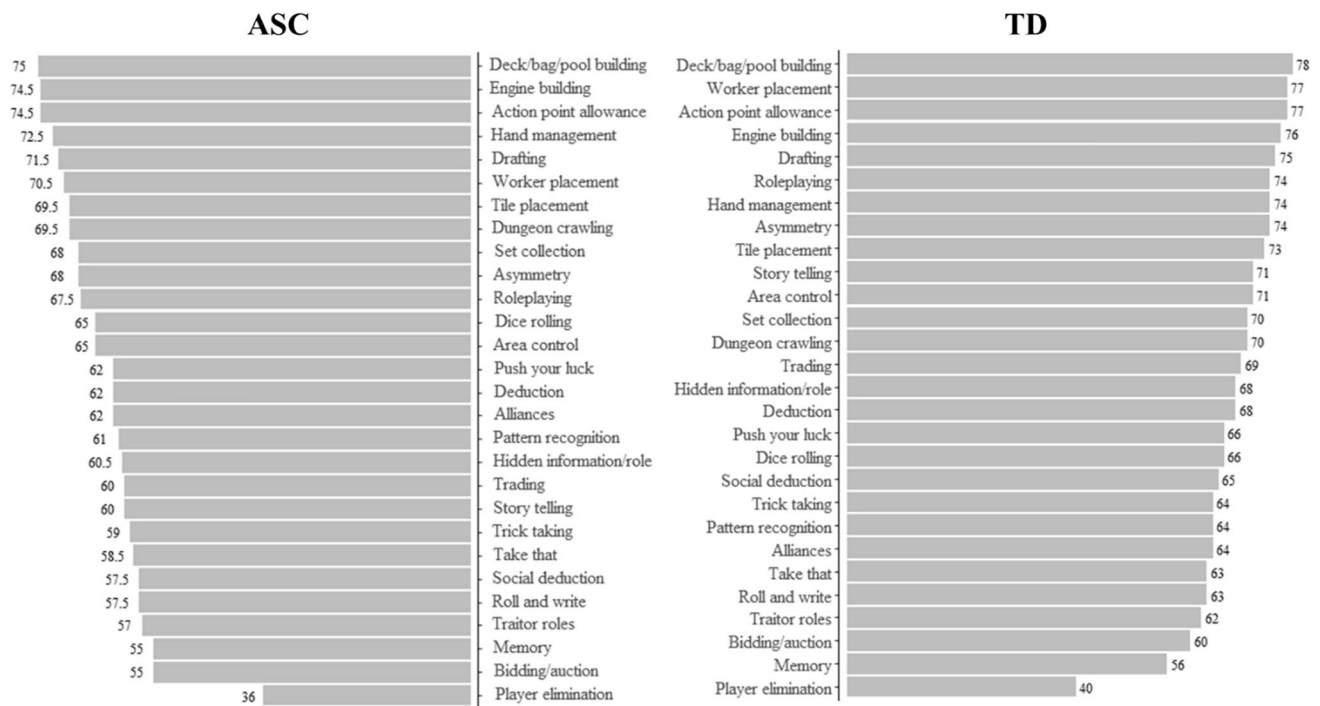 ASC
75 Deck/bag/pool building
74.5 Engine building
74.5 Action point allowance
72.5 Hand management
71.5 Drafting
70.5 Worker placement
69.5 Tile placement
69.5 Dungeon crawling
68 Set collection
68 Asymmetry
67.5 Roleplaying
65 Dice rolling
65 Area control
62 Push your luck
62 Deduction
62 Alliances
61 Pattern recognition
60.5 Hidden information/role
60 Trading
60 Story telling
59 Trick taking
58.5 Take that
57.5 Social deduction
57.5 Roll and write
57 Traitor roles
55 Memory
55 Bidding/auction
36 Player elimination
TD
Deck/bag/pool building 78
Worker placement 77
Action point allowance 77
Engine building 76
Drafting 75
Roleplaying 74
Hand management 74
Asymmetry 74
Tile placement 73
Story telling 71
Area control 71
Set collection 70
Dungeon crawling 70
Trading 69
Hidden information/role 68
Deduction 68
Push your luck 66
Dice rolling 66
Social deduction 65
Trick taking 64
Pattern recognition 64
Alliances 64
Take that 63
Roll and write 63
Traitor roles 62
Bidding/auction 60
Memory 56
Player elimination 40